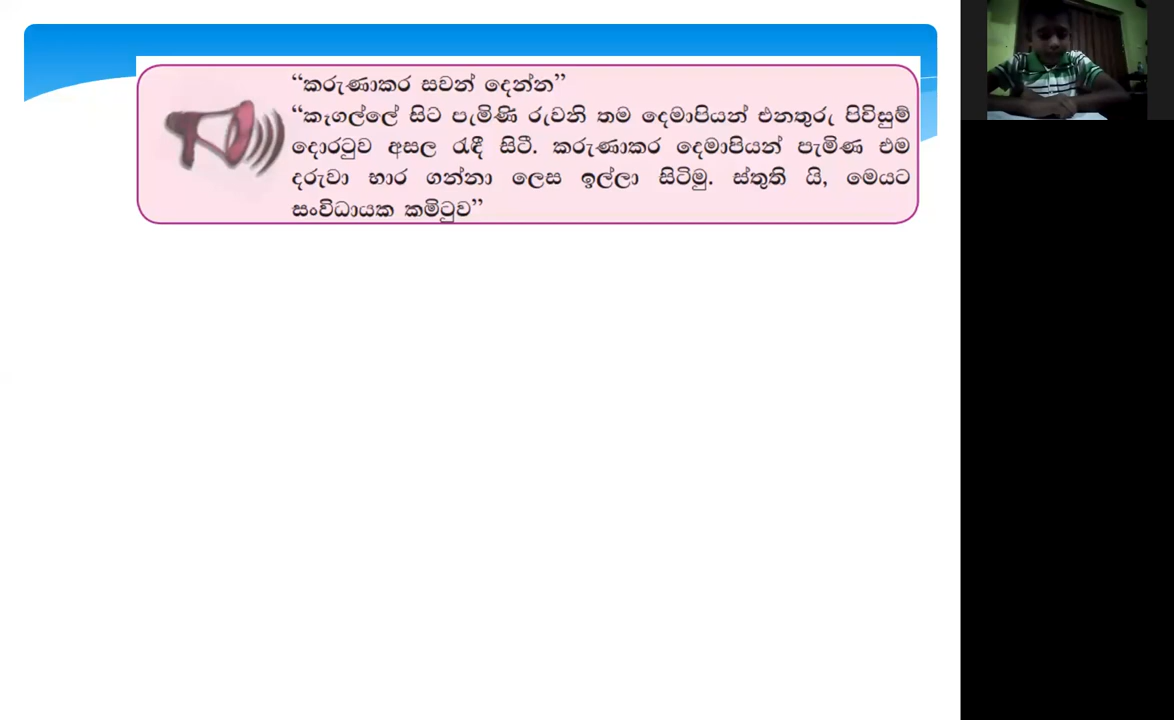 “කරුණාකර සවන් දෙන්න”
“කෑගල්ලේ සිට පැමිණි රුවනි තම දෙමාපියන් එනතුරු පිවිසුම්
දොරටුව අසල රැඳී සිටී. කරුණාකර දෙමාපියන් පැමිණ එම
දරුවා භාර ගන්නා ලෙස ඉල්ලා සිටිමු. ස්තුති යි, මෙයට
සංවිධායක කමිටුව”